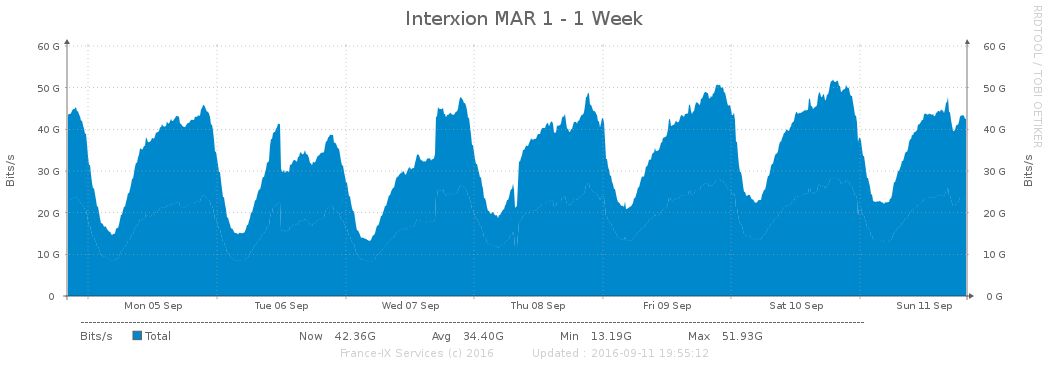 Interxion MAR 1 - 1 Week
RRDTOOL / TOBI OETIKER
60 G 60 G
50 G 50 G
40 G 40 G
30 G 30 G
20 G 20 G
10 G 10 G
0 0 G
Bits/s
Bits/s
Mon 05 Sep Tue 06 Sep Wed 07 Sep Thu 08 Sep Fri 09 Sep Sat 10 Sep Sun 11 Sep
Bits/s Total Now 42.36G Avg 34.40G Min 13.19G Max 51.93G
France-IX Services (c) 2016 Updated : 2016-09-11 19:55:12